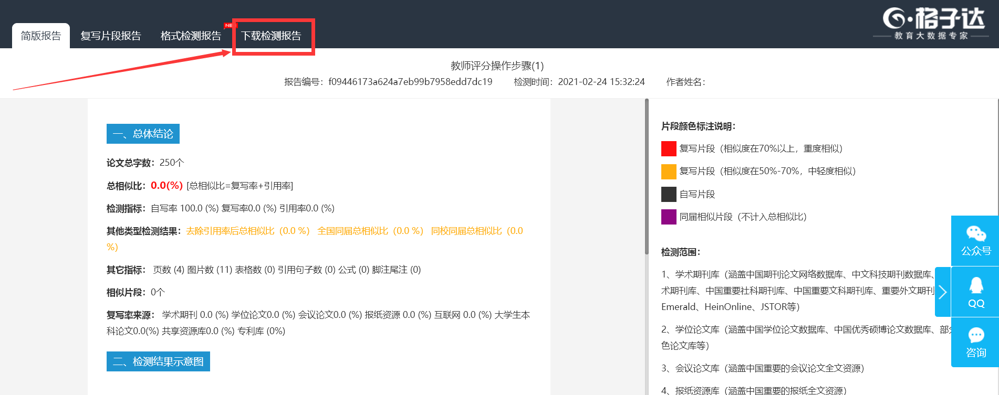 简版报告 复写片段报告 格式检测报告 NEW 下载检测报告
格子达
教育大数据专家
教师评分操作步骤(1)
报告编号：f09446173a624a7eb99b7958edd7dc19 检测时间：2021-02-24 15:32:24 作者姓名：
一、总体结论
论文总字数：250个
总相似比：0.0(%) [总相似比=复写率+引用率]
检测指标：自写率 100.0 (%) 复写率0.0 (%) 引用率0.0 (%)
其他类型检测结果：去除引用率后总相似比（0.0 %） 全国同届总相似比（0.0 %） 同校同届总相似比（0.0
%）
其它指标： 页数 (4) 图片数 (11) 表格数 (0) 引用句子数 (0) 公式 (0) 脚注尾注 (0)
相似片段：0个
复写率来源： 学术期刊 0.0 (%) 学位论文0.0 (%) 会议论文0.0 (%) 报纸资源 0.0 (%) 互联网 0.0 (%) 大学生本
科论文0.0(%) 共享资源库0.0 (%) 专利库 (0%)
二、检测结果示意图
片段颜色标注说明：
复写片段（相似度在70%以上，重度相似）
复写片段（相似度在50%-70%，中轻度相似）
自写片段
同届相似片段（不计入总相似比）
检测范围：
1、学术期刊库（涵盖中国期刊论文网络数据库、中文科技期刊数据库、
术期刊库、中国重要社科期刊库、中国重要文科期刊库、重要外文期刊
Emerald、HeinOnline、JSTOR等）
2、学位论文库（涵盖中国学位论文数据库、中国优秀硕博论文数据库、部
色论文库等）
3、会议论文库（涵盖中国重要的会议论文全文资源）
4、报纸资源库（涵盖中国重要的报纸全文资源）
公众号
QQ
咨询